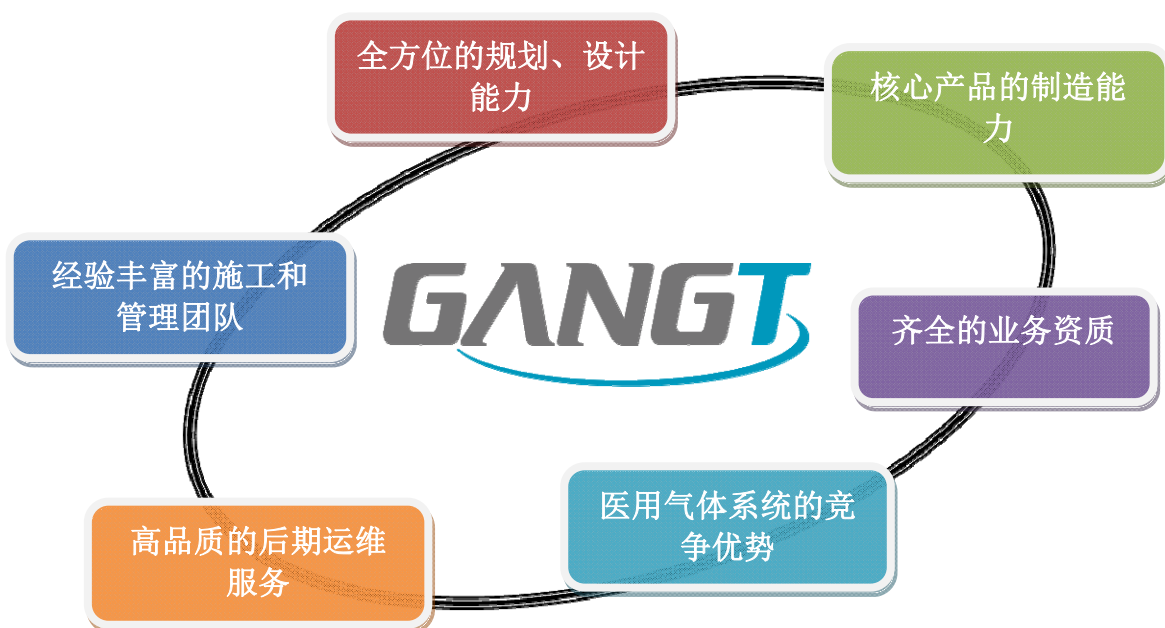 全方位的规划、设计
能力
核心产品的制造能
力
经验丰富的施工和
管理团队
GANGT
齐全的业务资质
医用气体系统的竞
争优势
高品质的后期运维
服务